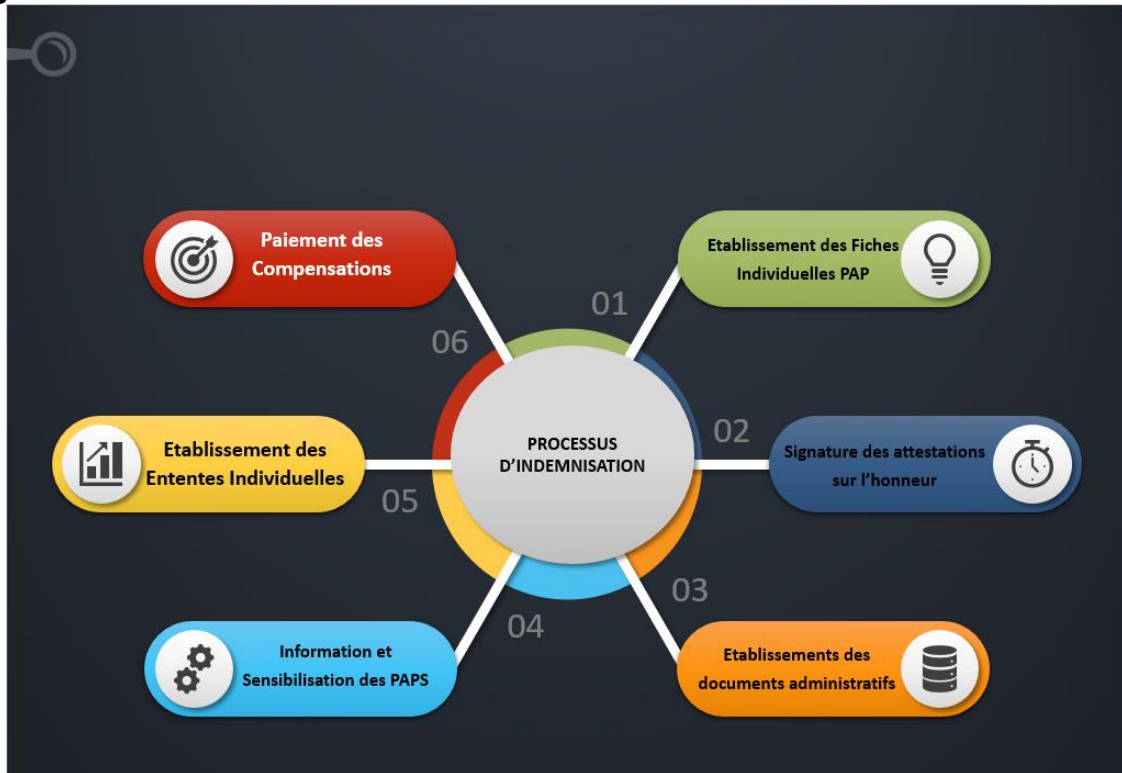 Paiement des
Compensations
Etablissement des Fiches
Individuelles PAP
01
06
PROCESSUS
D'INDEMNISATION
02
Signature des attestations
sur l'honneur
Etablissement des
Ententes Individuelles
05
03
04
Information et
Sensibilisation des PAPS
Etablissements des
documents administratifs